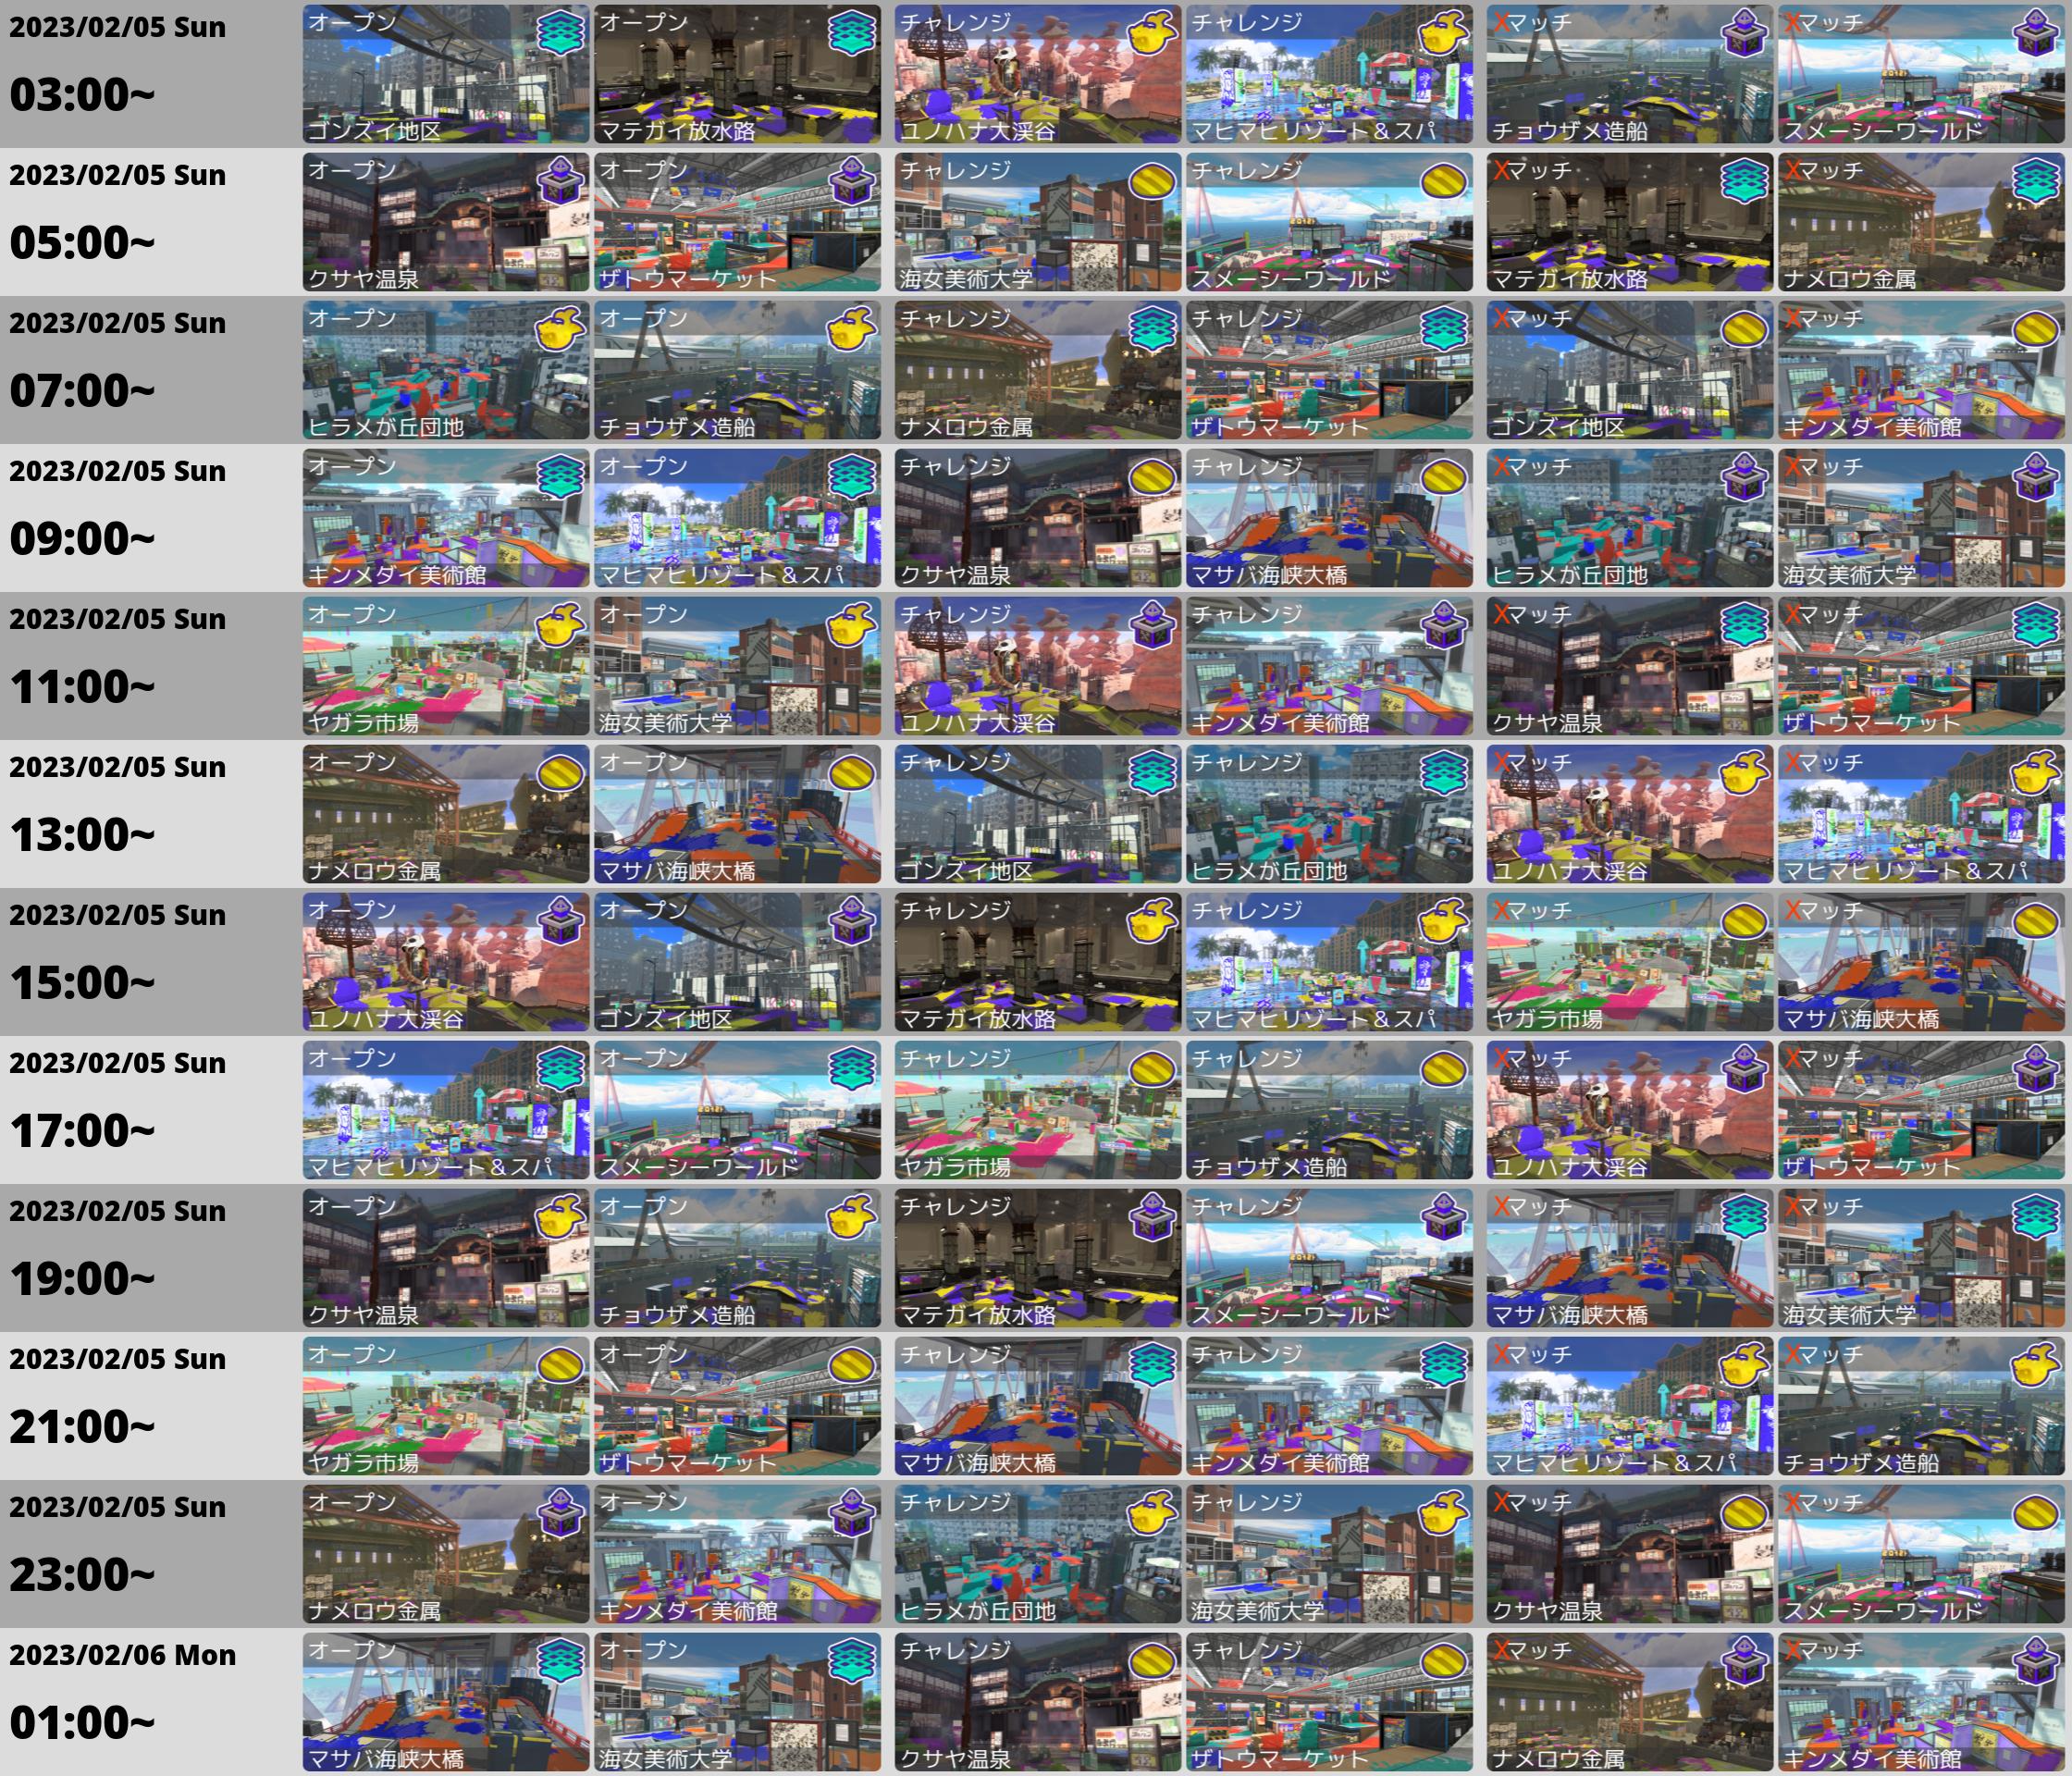 2023/02/05 Sun
03:00~
オープン オープン チャレンジ チャレンジ Xマッチ Xマッチ
ゴンズイ地区 マテガイ放水路 ユノハナ大渓谷 マヒマヒリゾート＆スパ チョウザメ造船 スメーシーワールド
2023/02/05 Sun
05:00~
オープン オープン チャレンジ チャレンジ Xマッチ Xマッチ
クサヤ温泉 ザトウマーケット 海女美術大学 スメーシーワールド マテガイ放水路 ナメロウ金属
2023/02/05 Sun
07:00~
オープン オープン チャレンジ チャレンジ Xマッチ Xマッチ
ヒラメが丘団地 チョウザメ造船 ナメロウ金属 ザトウマーケット ゴンズイ地区 キンメダイ美術館
2023/02/05 Sun
09:00~
オープン オープン チャレンジ チャレンジ Xマッチ Xマッチ
キンメダイ美術館 マヒマヒリゾート＆スパ クサヤ温泉 マサバ海峡大橋 ヒラメが丘団地 海女美術大学
2023/02/05 Sun
11:00~
オープン オープン チャレンジ チャレンジ Xマッチ Xマッチ
ヤガラ市場 海女美術大学 ユノハナ大渓谷 キンメダイ美術館 クサヤ温泉 ザトウマーケット
2023/02/05 Sun
13:00~
オープン オープン チャレンジ チャレンジ Xマッチ Xマッチ
ナメロウ金属 マサバ海峡大橋 ゴンズイ地区 ヒラメが丘団地 ユノハナ大渓谷 マヒマヒリゾート＆スパ
2023/02/05 Sun
15:00~
オープン オープン チャレンジ チャレンジ Xマッチ Xマッチ
ユノハナ大渓谷 ゴンズイ地区 マテガイ放水路 マヒマヒリゾート＆スパ ヤガラ市場 マサバ海峡大橋
2023/02/05 Sun
17:00~
オープン オープン チャレンジ チャレンジ Xマッチ Xマッチ
マヒマヒリゾート＆スパ スメーシーワールド ヤガラ市場 チョウザメ造船 ユノハナ大渓谷 ザトウマーケット
2023/02/05 Sun
19:00~
オープン オープン チャレンジ チャレンジ Xマッチ Xマッチ
クサヤ温泉 チョウザメ造船 マテガイ放水路 スメーシーワールド マサバ海峡大橋 海女美術大学
2023/02/05 Sun
21:00~
オープン オープン チャレンジ チャレンジ Xマッチ Xマッチ
ヤガラ市場 ザトウマーケット マサバ海峡大橋 キンメダイ美術館 マヒマヒリゾート＆スパ チョウザメ造船
2023/02/05 Sun
23:00~
オープン オープン チャレンジ チャレンジ Xマッチ Xマッチ
ナメロウ金属 キンメダイ美術館 ヒラメが丘団地 海女美術大学 クサヤ温泉 スメーシーワールド
2023/02/06 Mon
01:00~
オープン オープン チャレンジ チャレンジ Xマッチ Xマッチ
マサバ海峡大橋 海女美術大学 クサヤ温泉 ザトウマーケット ナメロウ金属 キンメダイ美術館